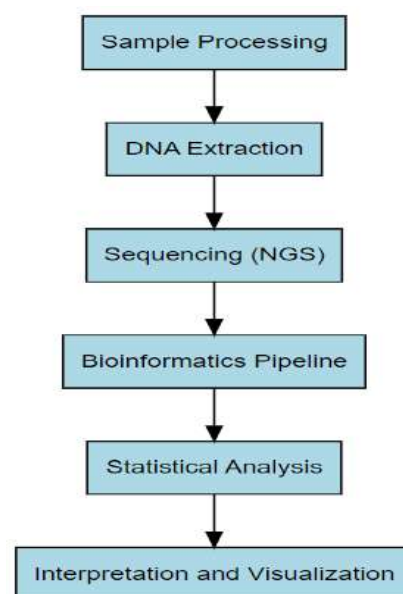 Sample Processing
DNA Extraction
Sequencing (NGS)
Bioinformatics Pipeline
Statistical Analysis
Interpretation and Visualization